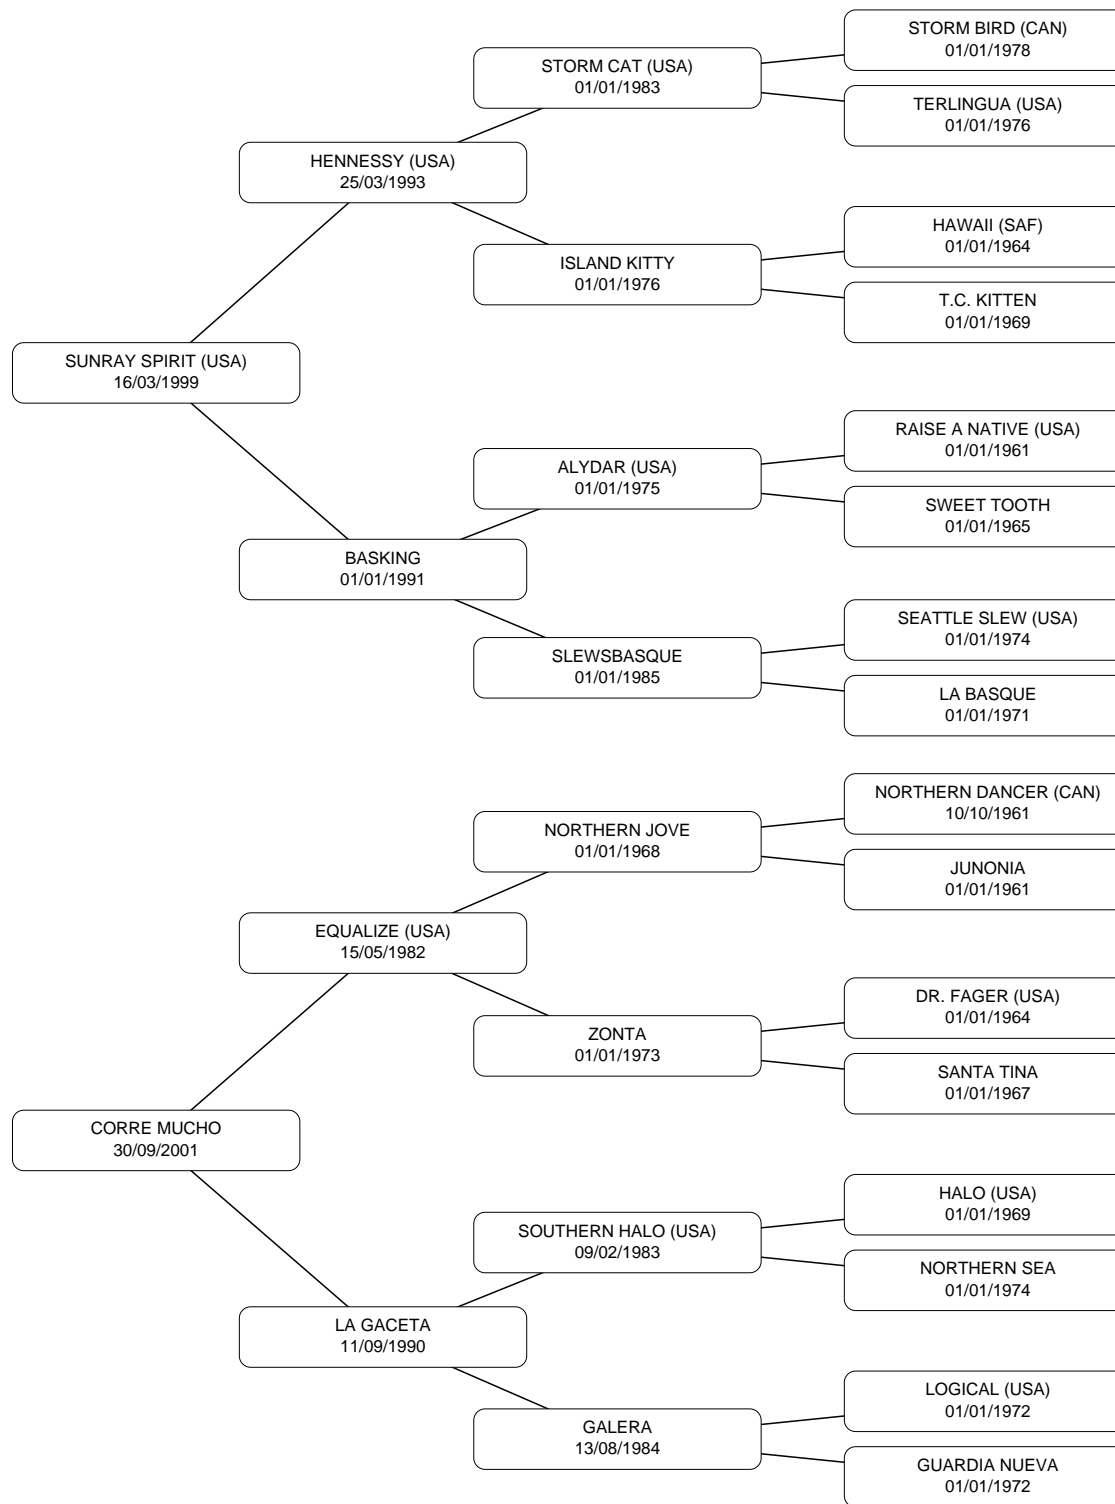 STORM BIRD (CAN)
01/01/1978
STORM CAT (USA)
01/01/1983
TERLINGUA (USA)
01/01/1976
HENNESSY (USA)
25/03/1993
HAWAII (SAF)
01/01/1964
ISLAND KITTY
01/01/1976
T.C. KITTEN
01/01/1969
SUNRAY SPIRIT (USA)
16/03/1999
RAISE A NATIVE (USA)
01/01/1961
ALYDAR (USA)
01/01/1975
SWEET TOOTH
01/01/1965
BASKING
01/01/1991
SEATTLE SLEW (USA)
01/01/1974
SLEWSBASQUE
01/01/1985
LA BASQUE
01/01/1971
NORTHERN DANCER (CAN)
10/10/1961
NORTHERN JOVE
01/01/1968
JUNONIA
01/01/1961
EQUALIZE (USA)
15/05/1982
DR. FAGER (USA)
01/01/1964
ZONTA
01/01/1973
SANTA TINA
01/01/1967
CORRE MUCHO
30/09/2001
HALO (USA)
01/01/1969
SOUTHERN HALO (USA)
09/02/1983
NORTHERN SEA
01/01/1974
LA GACETA
11/09/1990
LOGICAL (USA)
01/01/1972
GALERA
13/08/1984
GUARDIA NUEVA
01/01/1972